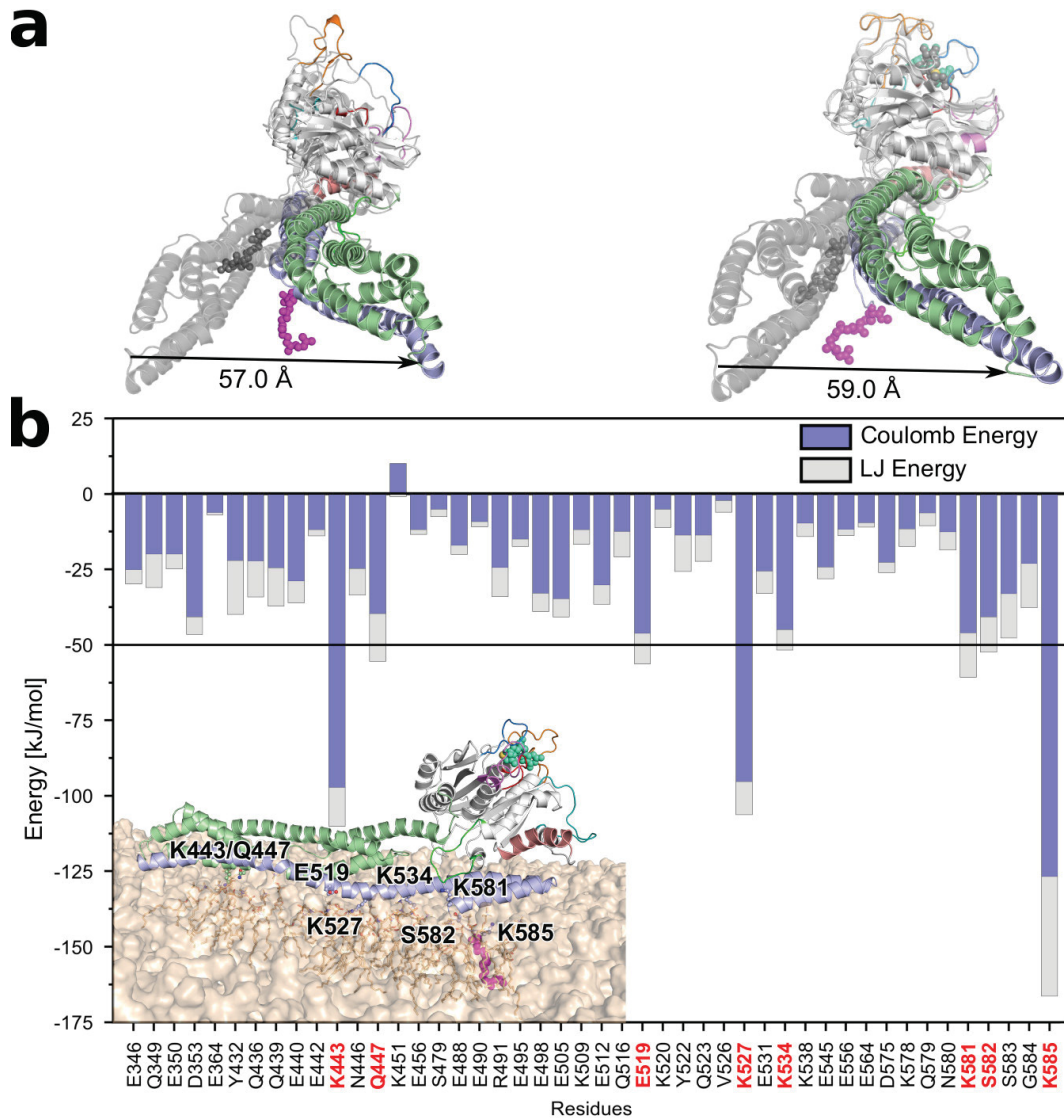 a
57.0 Å
59.0 Å
b
25
0
-25
-50
-75
-100
-125
-150
-175
Energy [kJ/mol]
Coulomb Energy
LJ Energy
K443/Q447
E519
K534
K581
K527
S582
K585
E346
Q349
E350
D353
E364
Y432
Q436
Q439
E440
E442
K443
N446
Q447
K451
S479
E488
E490
R491
E495
E498
E505
K509
E512
Q516
E519
K520
Y522
Q523
V526
K527
E531
K534
K538
E545
E556
E564
D575
K578
Q579
N580
K581
S582
S583
G584
K585
Residues